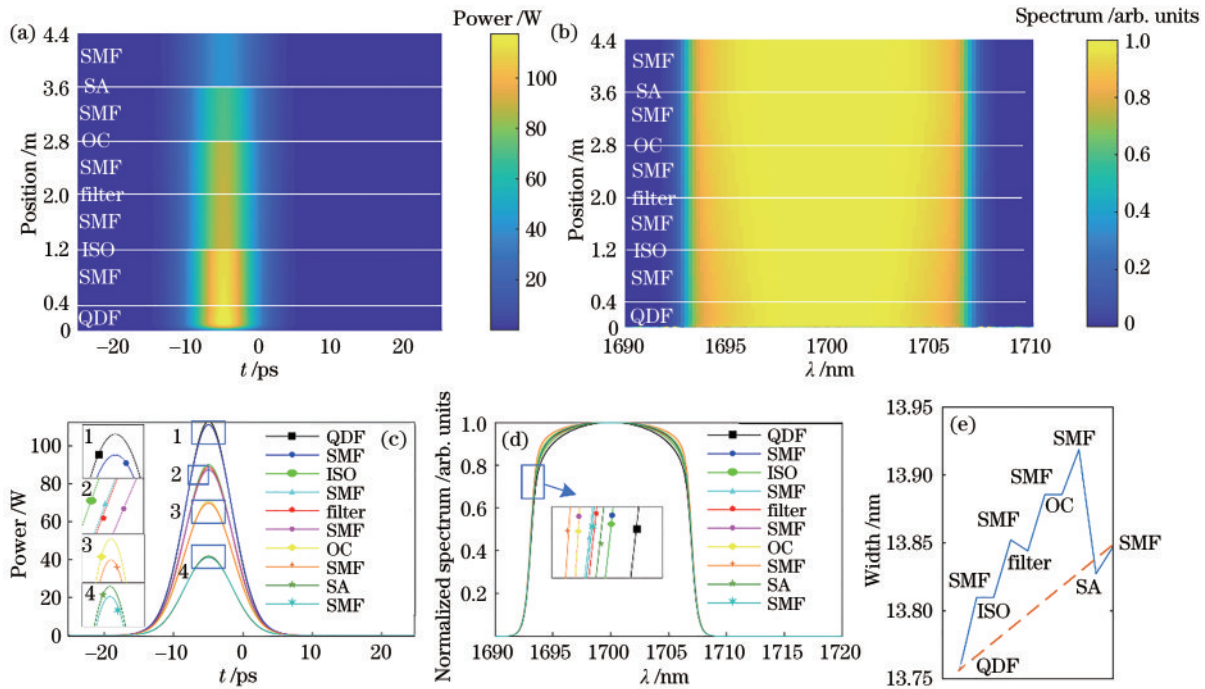 (a)
Power /W
4.4
3.6
2.8
2.0
1.2
0.4
0
Position /m
SMF
SA
SMF
OC
SMF
filter
SMF
ISO
SMF
QDF
−20
−10
0
10
20
t /ps
100
80
60
40
20
(b)
Spectrum /arb. units
4.4
3.6
2.8
2.0
1.2
0.4
0
Position /m
SMF
SA
SMF
OC
SMF
filter
SMF
ISO
SMF
QDF
1690
1695
1700
1705
1710
λ /nm
1.0
0.8
0.6
0.4
0.2
0
(c)
100
80
60
40
20
0
Power /W
1
2
3
4
1
2
3
4
QDF
SMF
ISO
SMF
filter
SMF
OC
SMF
SA
SMF
−20
−10
0
10
20
t /ps
(d)
Normalized spectrum /arb. units
1.0
0.8
0.6
0.4
0.2
QDF
SMF
ISO
SMF
filter
SMF
OC
SMF
SA
SMF
1690
1695
1700
1705
1710
1715
1720
λ /nm
(e)
13.95
13.90
13.85
13.80
13.75
Width /nm
SMF
SMF
OC
SMF
filter
SMF
SMF
ISO
SA
QDF